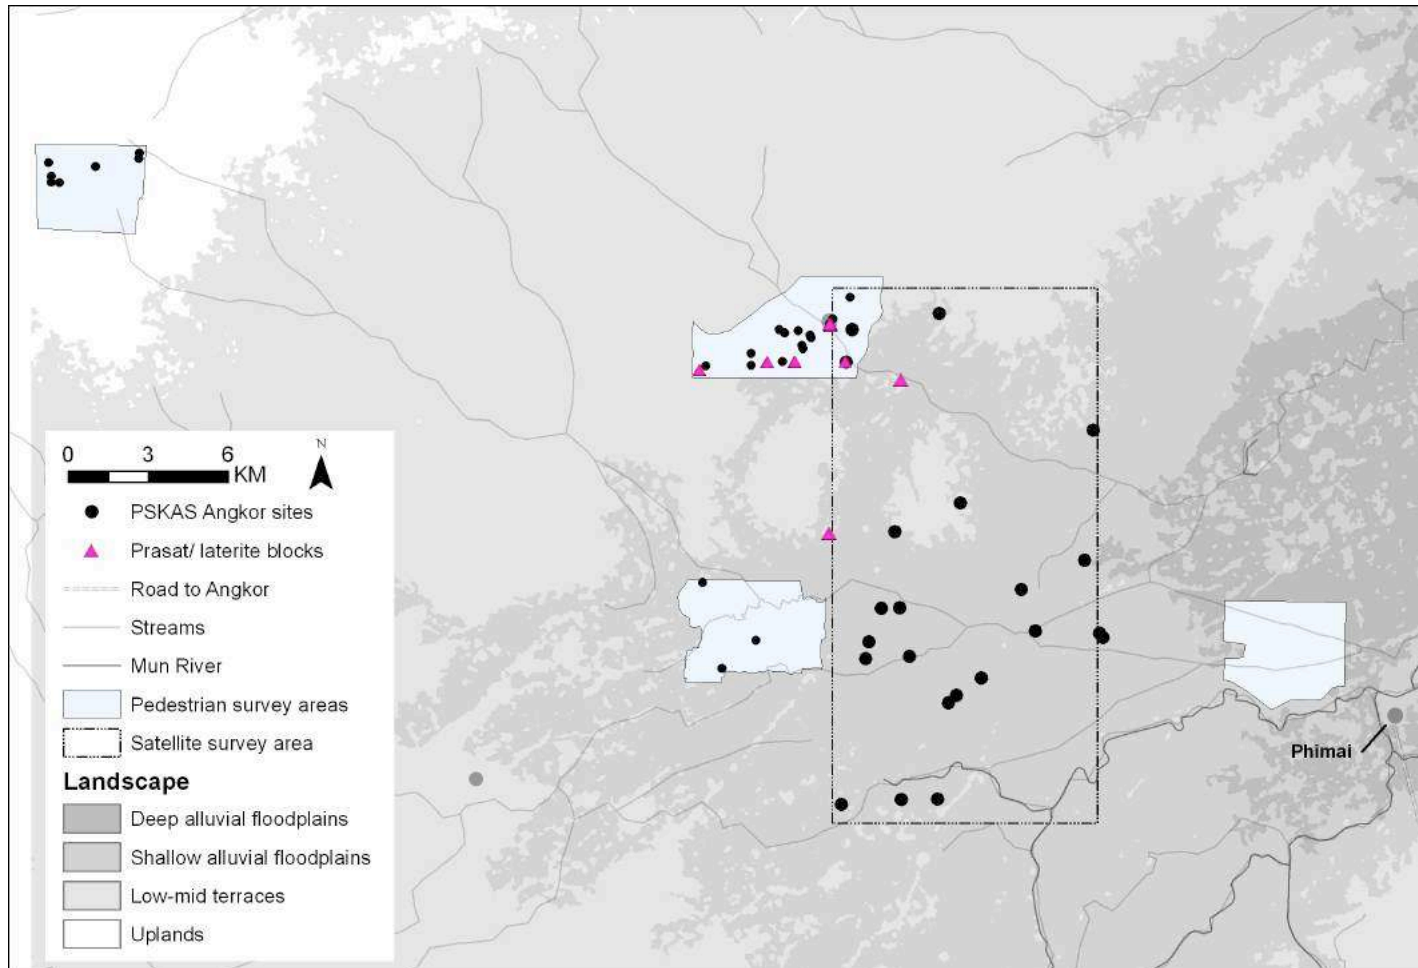 N
0 3 6
KM
PSKAS Angkor sites
Prasat/ laterite blocks
Road to Angkor
Streams
Mun River
Pedestrian survey areas
Satellite survey area
Landscape
Deep alluvial floodplains
Shallow alluvial floodplains
Low-mid terraces
Uplands
Phimai